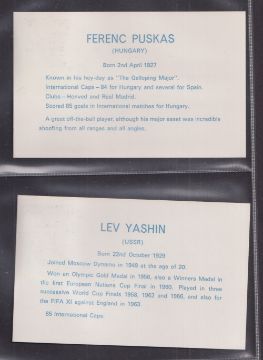 FERENC PUSKAS
(HUNGARY)
Born 2nd April 1927
Known in his hey-day as "The Galloping Major".
International Caps - 84 for Hungary and several for Spain.
Clubs - Honved and Real Madrid.
Scored 85 goals in International matches for Hungary.
A great off-the-ball player, although his major asset was incredible
shooting from all ranges and all angles.
LEV YASHIN
(USSR)
Born 22nd October 1929
Joined Moscow Dynamo in 1949 at the age of 20.
Won an Olympic Gold Medal in 1956, also a Winners Medal in
the first European Nations Cup Final in 1960. Played in three
successive World Cup Finals 1958, 1962 and 1966, and also for
the FIFA XI against England in 1963.
85 International Caps.